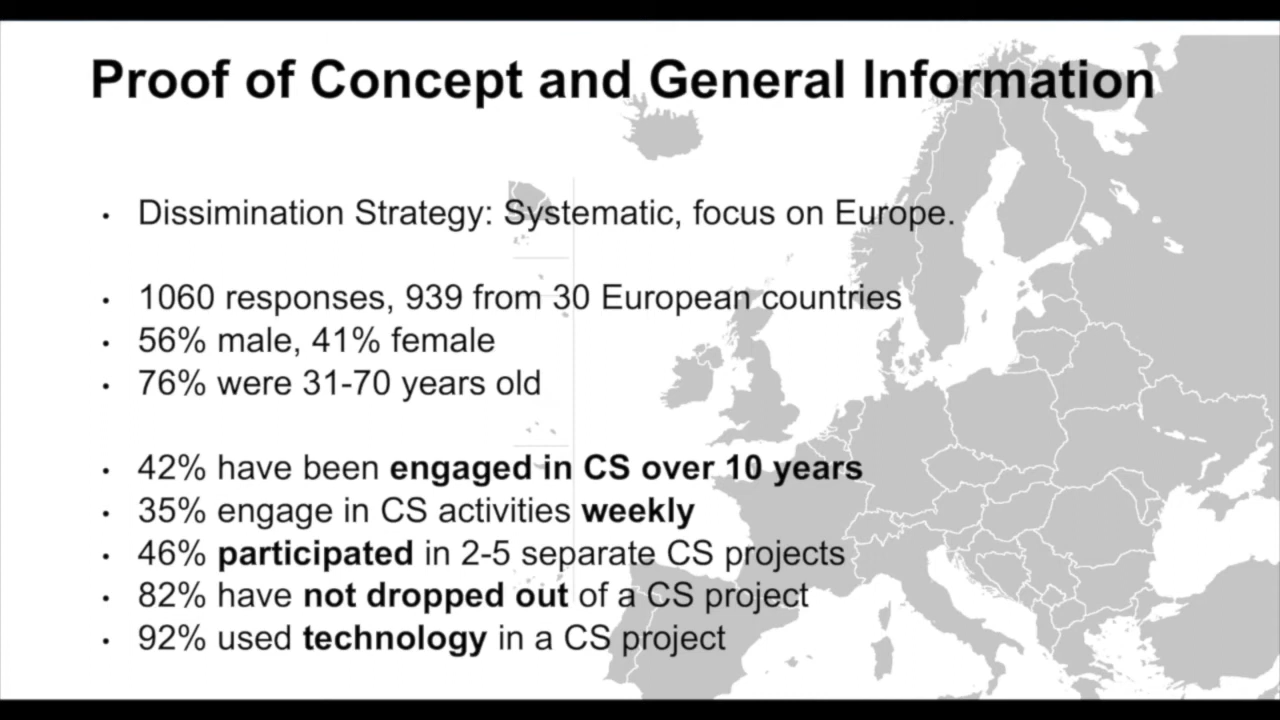 Proof of Concept and General Information
• Dissimination Strategy: Systematic, focus on Europe.
• 1060 responses, 939 from 30 European countries
• 56% male, 41% female
• 76% were 31-70 years old
• 42% have been engaged in CS over 10 years
• 35% engage in CS activities weekly
• 46% participated in 2-5 separate CS projects
• 82% have not dropped out of a CS project
• 92% used technology in a CS project